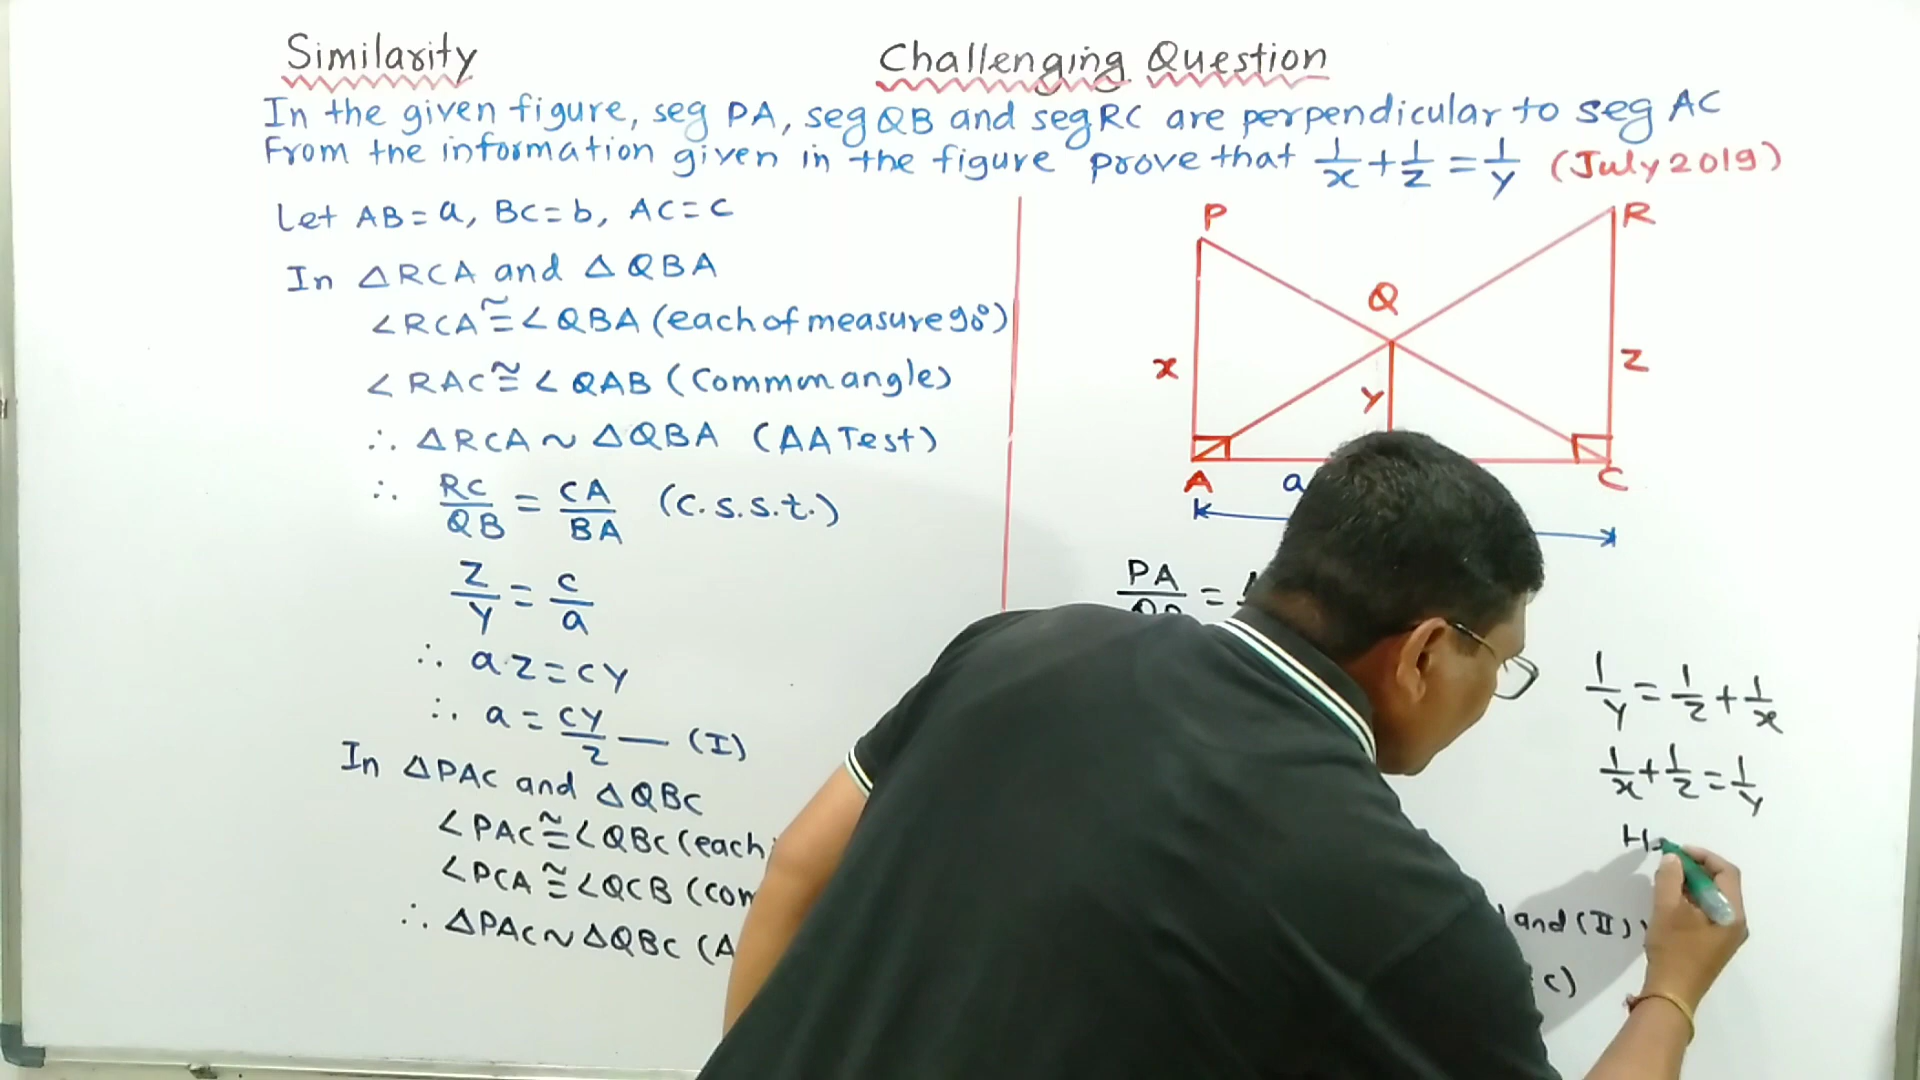 Similarity
Challenging Question
In the given figure, seg PA, seg QB and seg RC are perpendicular to seg AC
From the information given in the figure prove that 1/x + 1/z = 1/y (July 2019)
Let AB = a, BC = b, AC = c
In △RCA and △QBA
∠RCA ≅ ∠QBA (each of measure 90°)
∠RAC ≅ ∠QAB (Common angle)
∴ △RCA ~ △QBA (AA Test)
∴ RC/QB = CA/BA (c.s.s.t.)
z/y = c/a
∴ a.z = cy
∴ a = cy/z — (I)
In △PAC and △QBC
∠PAC ≅ ∠QBC (each
∠PCA ≅ ∠QCB (com
∴ △PAC ~ △QBC (A
P
R
Q
x
y
z
A
a
C
PA/QB =
1/y = 1/z + 1/x
1/x + 1/z = 1/y
and (II)
c)